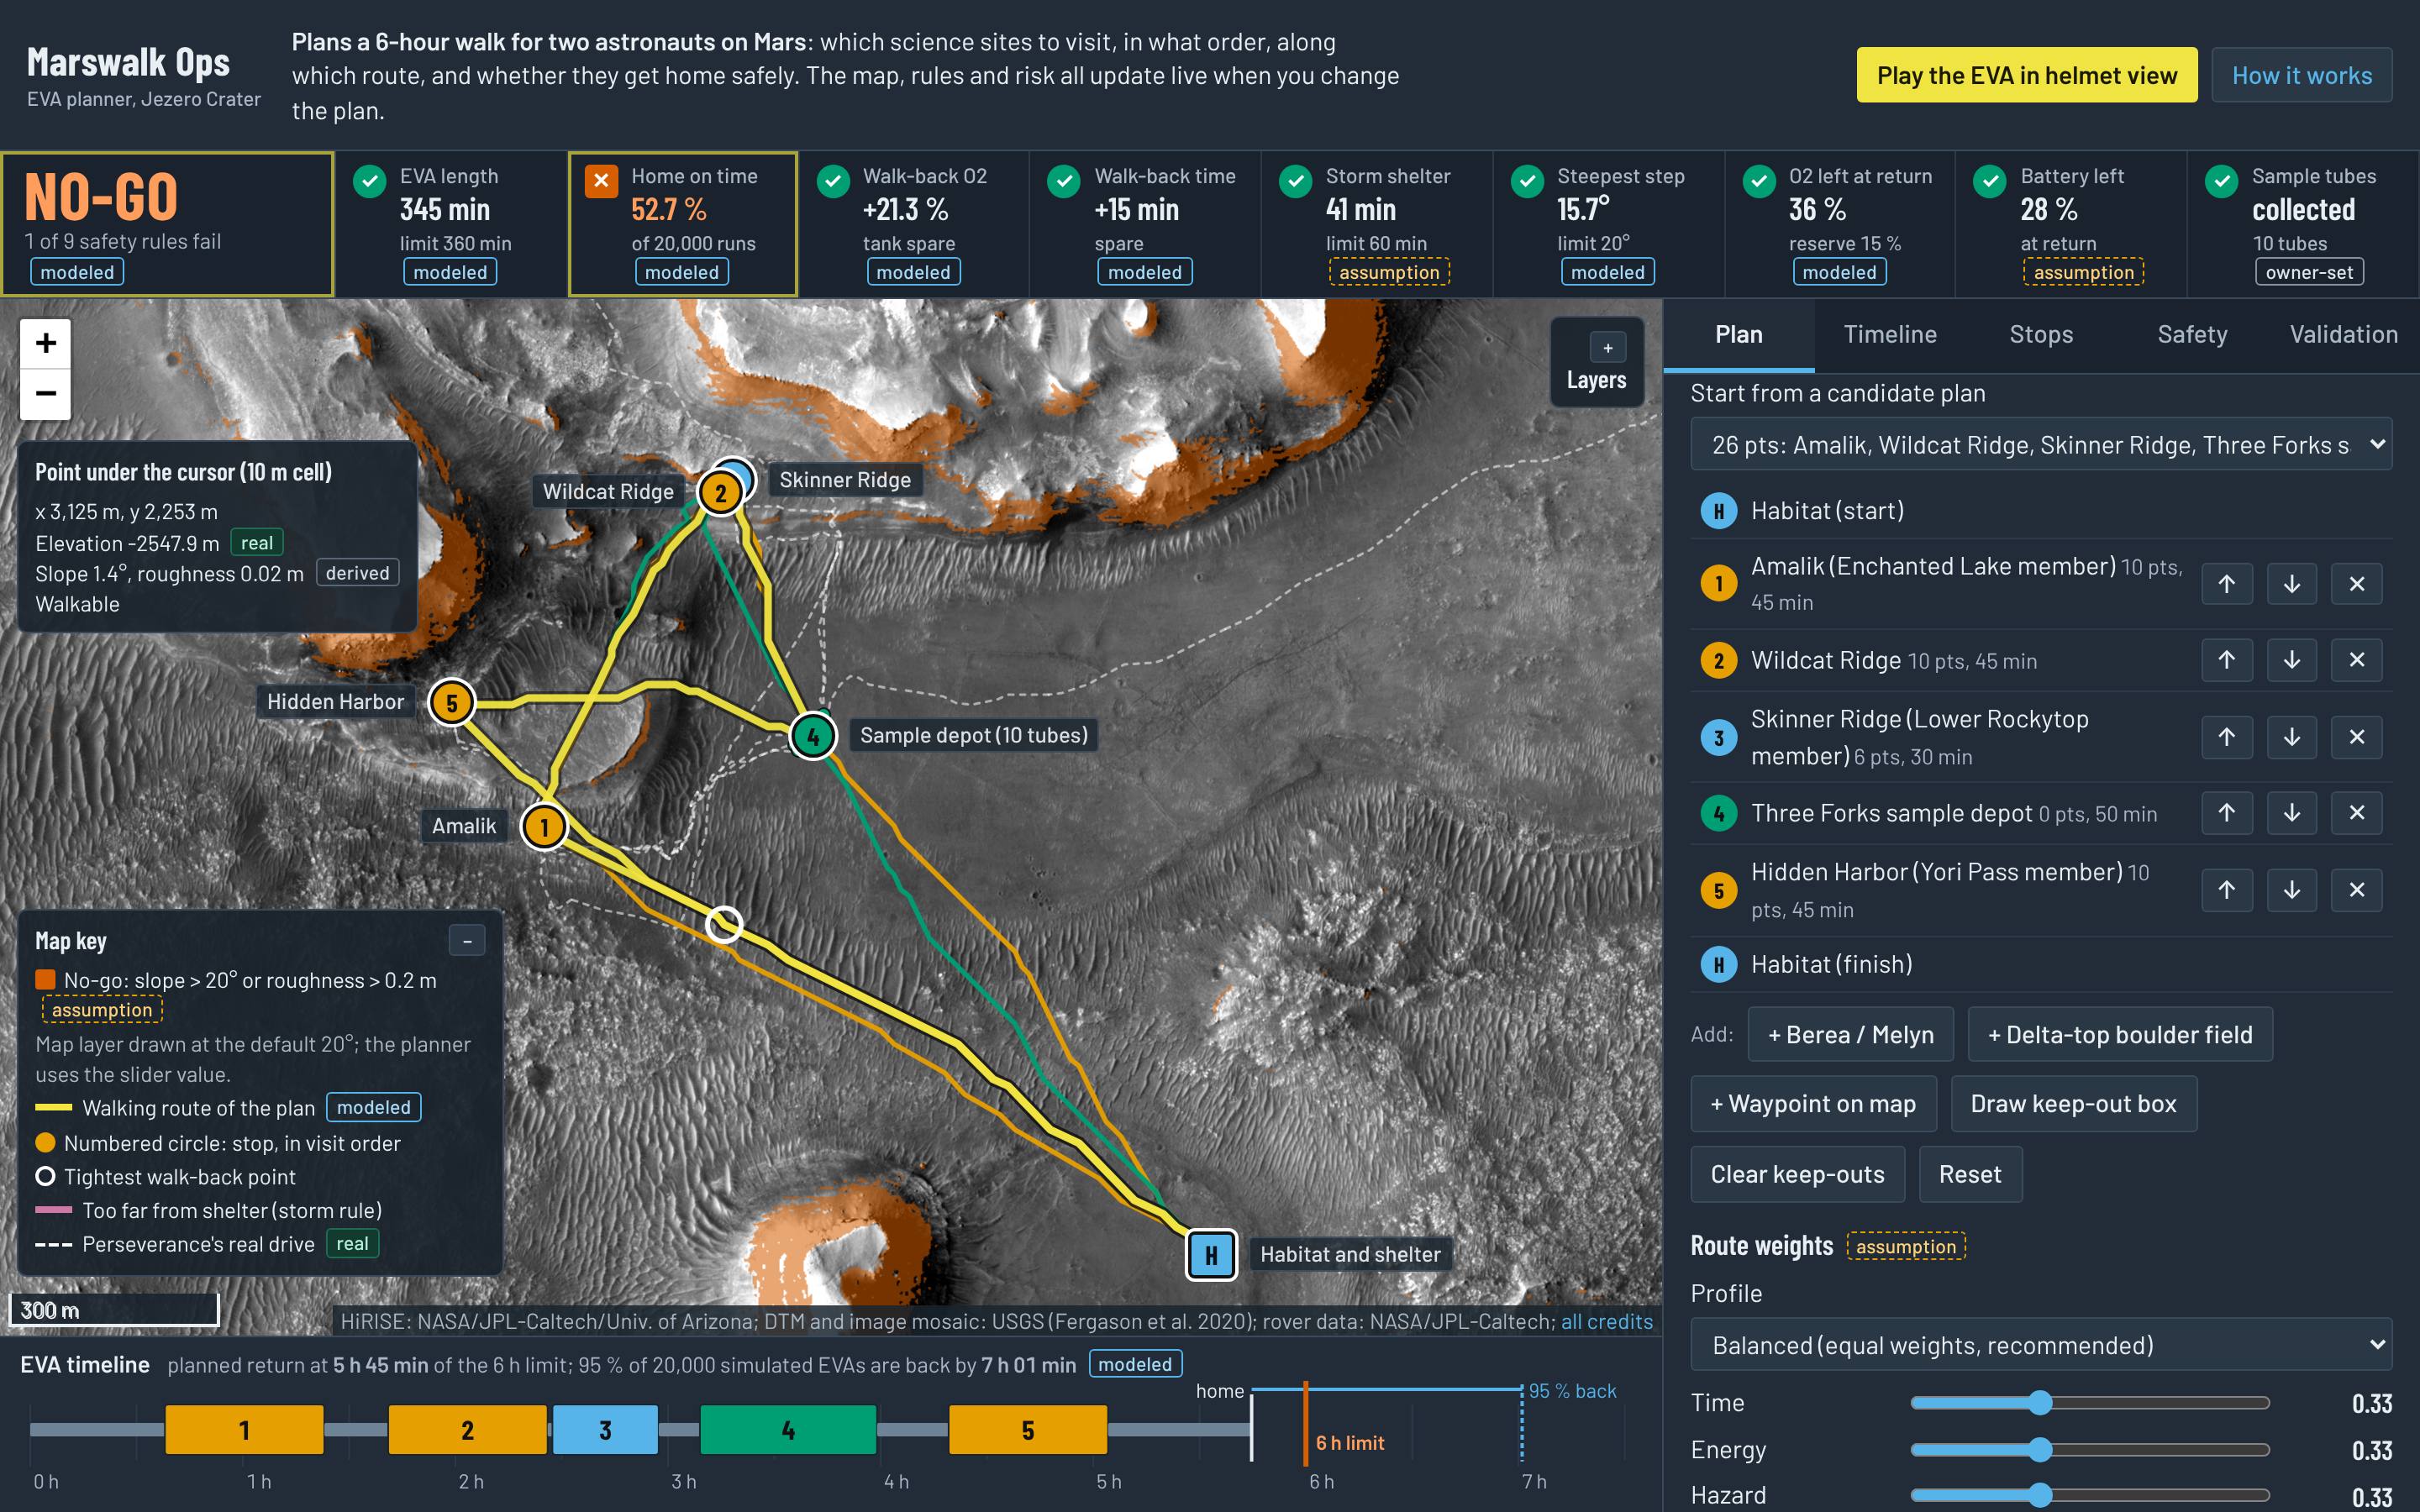 Marswalk Ops
EVA planner, Jezero Crater
Plans a 6-hour walk for two astronauts on Mars: which science sites to visit, in what order, along
which route, and whether they get home safely. The map, rules and risk all update live when you change
the plan.
Play the EVA in helmet view
How it works
NO-GO
1 of 9 safety rules fail
modeled
EVA length
345 min
limit 360 min
modeled
Home on time
52.7 %
of 20,000 runs
modeled
Walk-back O2
+21.3 %
tank spare
modeled
Walk-back time
+15 min
spare
modeled
Storm shelter
41 min
limit 60 min
assumption
Steepest step
15.7°
limit 20°
modeled
O2 left at return
36 %
reserve 15 %
modeled
Battery left
28 %
at return
assumption
Sample tubes
collected
10 tubes
owner-set
+
−
Point under the cursor (10 m cell)
x 3,125 m, y 2,253 m
Elevation -2547.9 m real
Slope 1.4°, roughness 0.02 m derived
Walkable
+
Layers
Wildcat Ridge
2
Skinner Ridge
Hidden Harbor
5
4
Sample depot (10 tubes)
Amalik
1
H
Habitat and shelter
Map key
–
No-go: slope > 20° or roughness > 0.2 m
assumption
Map layer drawn at the default 20°; the planner
uses the slider value.
Walking route of the plan modeled
Numbered circle: stop, in visit order
Tightest walk-back point
Too far from shelter (storm rule)
Perseverance's real drive real
300 m
HiRISE: NASA/JPL-Caltech/Univ. of Arizona; DTM and image mosaic: USGS (Fergason et al. 2020); rover data: NASA/JPL-Caltech; all credits
EVA timeline planned return at 5 h 45 min of the 6 h limit; 95 % of 20,000 simulated EVAs are back by 7 h 01 min modeled
home
95 % back
1
2
3
4
5
6 h limit
0 h
1 h
2 h
3 h
4 h
5 h
6 h
7 h
Plan
Timeline
Stops
Safety
Validation
Start from a candidate plan
26 pts: Amalik, Wildcat Ridge, Skinner Ridge, Three Forks s
H Habitat (start)
1 Amalik (Enchanted Lake member) 10 pts,
45 min
↑ ↓ ✕
2 Wildcat Ridge 10 pts, 45 min
↑ ↓ ✕
3 Skinner Ridge (Lower Rockytop
member) 6 pts, 30 min
↑ ↓ ✕
4 Three Forks sample depot 0 pts, 50 min
↑ ↓ ✕
5 Hidden Harbor (Yori Pass member) 10
pts, 45 min
↑ ↓ ✕
H Habitat (finish)
Add: + Berea / Melyn + Delta-top boulder field
+ Waypoint on map Draw keep-out box
Clear keep-outs Reset
Route weights assumption
Profile
Balanced (equal weights, recommended)
Time 0.33
Energy 0.33
Hazard 0.33